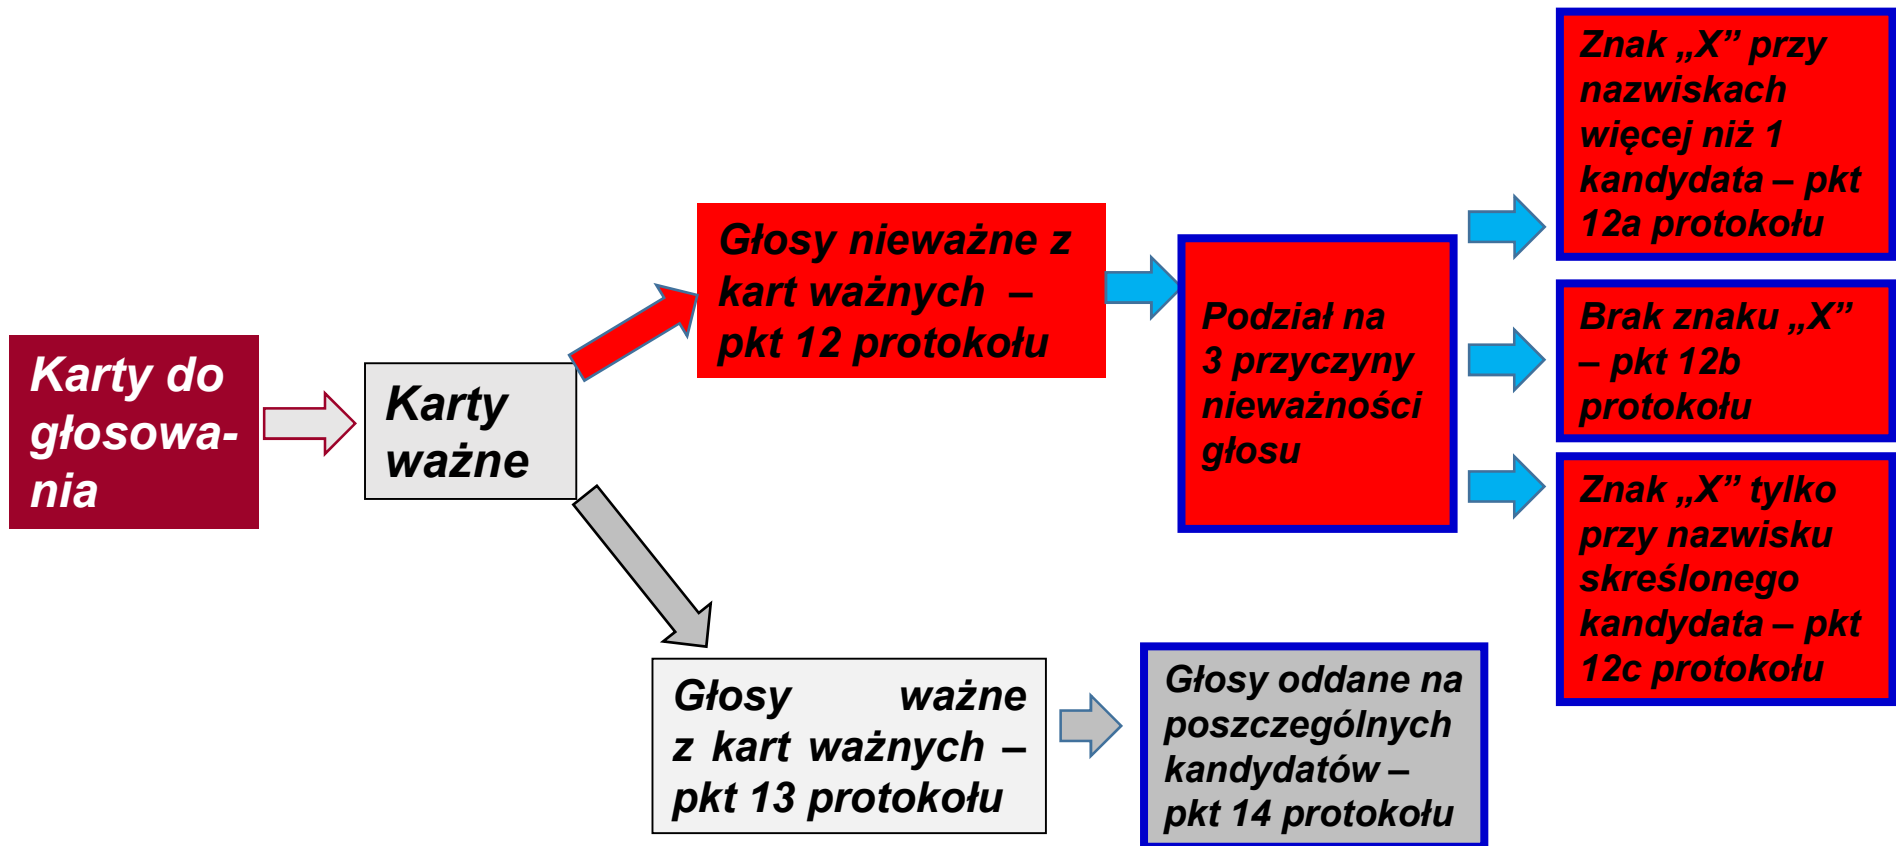 Karty do
głosowa-
nia
Karty
ważne
Głosy nieważne z
kart ważnych –
pkt 12 protokołu
Podział na
3 przyczyny
nieważności
głosu
Znak „X” przy
nazwiskach
więcej niż 1
kandydata – pkt
12a protokołu
Brak znaku „X”
– pkt 12b
protokołu
Znak „X” tylko
przy nazwisku
skreślonego
kandydata – pkt
12c protokołu
Głosy ważne
z kart ważnych –
pkt 13 protokołu
Głosy oddane na
poszczególnych
kandydatów –
pkt 14 protokołu